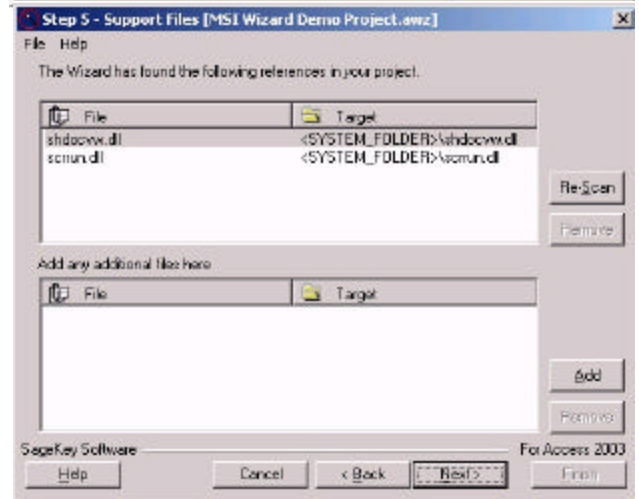 Step 5 - Support Files [MSI Wizard Demo Project.awz]
File Help
The Wizard has found the following references in your project.
File Target
shdocvw.dll <SYSTEM_FOLDER>\shdocvw.dll
scrrun.dll <SYSTEM_FOLDER>\scrrun.dll
Re-Scan
Remove
Add any additional files here
File Target
Add
Remove
SageKey Software For Access 2003
Help Cancel < Back Next > Finish